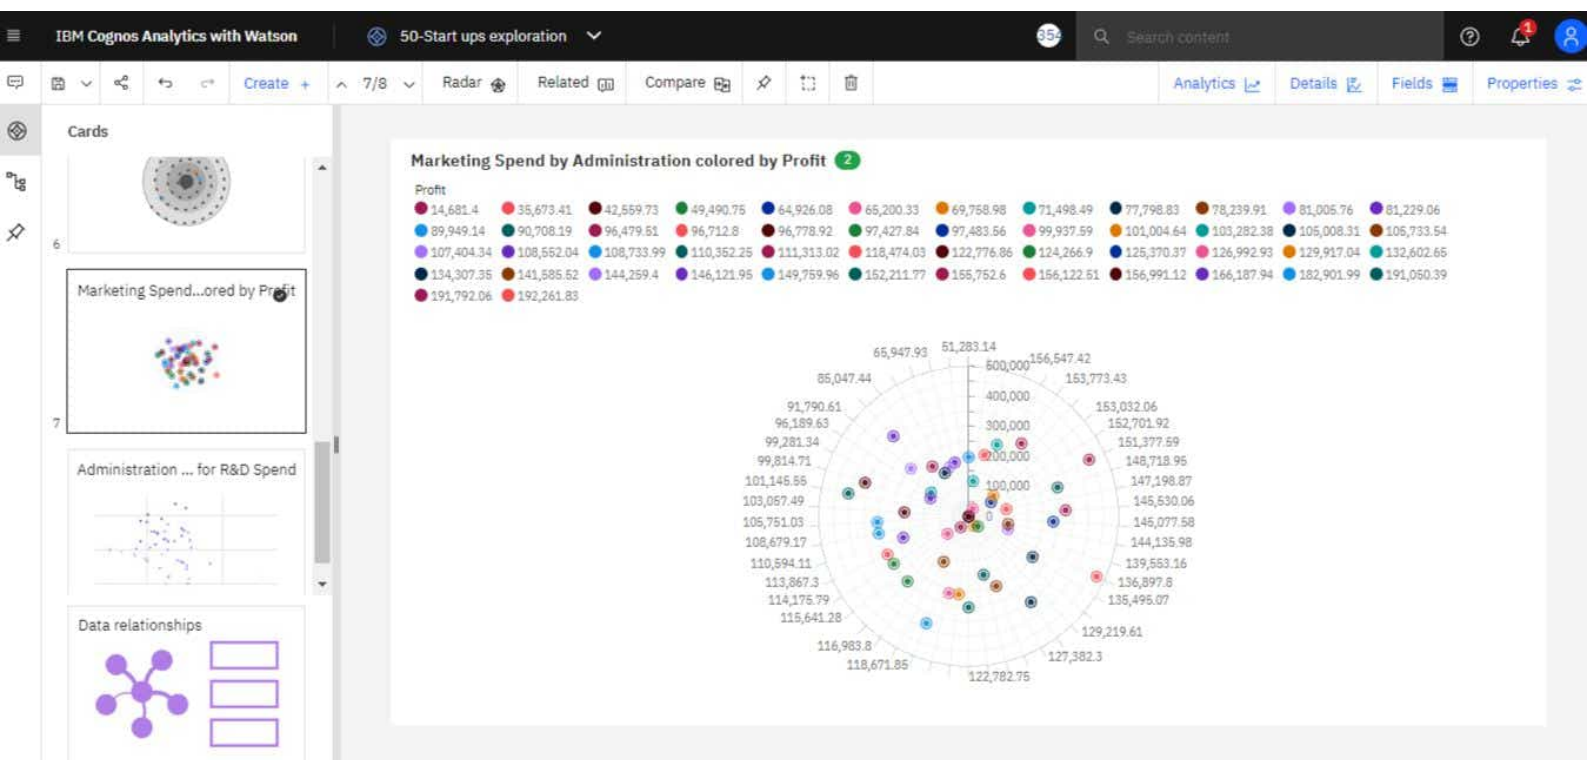 IBM Cognos Analytics with Watson 50-Start ups exploration 354 Search content 1
Create + 7/8 Radar Related Compare Analytics Details Fields Properties
Cards
6
Marketing Spend...ored by Profit
7
Administration ... for R&D Spend
Data relationships
Marketing Spend by Administration colored by Profit 2
Profit
14,681.4 35,673.41 42,559.73 49,490.75 64,926.08 65,200.33 69,758.98 71,498.49 77,798.83 78,239.91 81,005.76 81,229.06
89,949.14 90,708.19 96,479.51 96,712.8 96,778.92 97,427.84 97,483.56 99,937.59 101,004.64 103,282.38 105,008.31 105,733.54
107,404.34 108,552.04 108,733.99 110,352.25 111,313.02 118,474.03 122,776.86 124,266.9 125,370.37 126,992.93 129,917.04 132,602.65
134,307.35 141,585.52 144,259.4 146,121.95 149,759.96 152,211.77 155,752.6 156,122.51 156,991.12 166,187.94 182,901.99 191,050.39
191,792.06 192,261.83
65,947.93 51,283.14 156,547.42
500,000
85,047.44 153,773.43
400,000
91,790.61 153,032.06
96,189.63 300,000 152,701.92
99,281.34 151,377.59
99,814.71 200,000 148,718.95
101,145.55 100,000 147,198.87
103,057.49 145,530.06
105,751.03 0 145,077.58
108,679.17 144,135.98
110,594.11 139,553.16
113,867.3 136,897.8
114,175.79 135,495.07
115,641.28
116,983.8 129,219.61
118,671.85 127,382.3
122,782.75